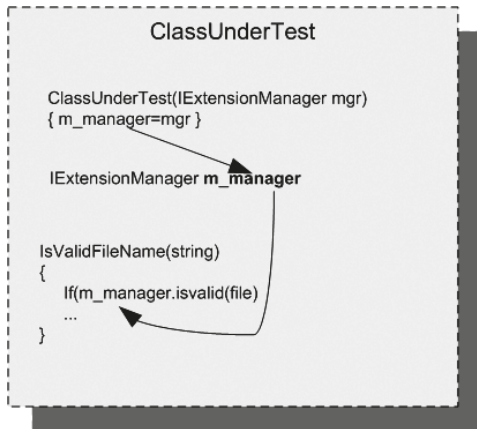 ClassUnderTest
ClassUnderTest(IExtensionManager mgr)
{ m_manager=mgr }
IExtensionManager m_manager
IsValidFileName(string)
{
If(m_manager.isvalid(file)
...
}